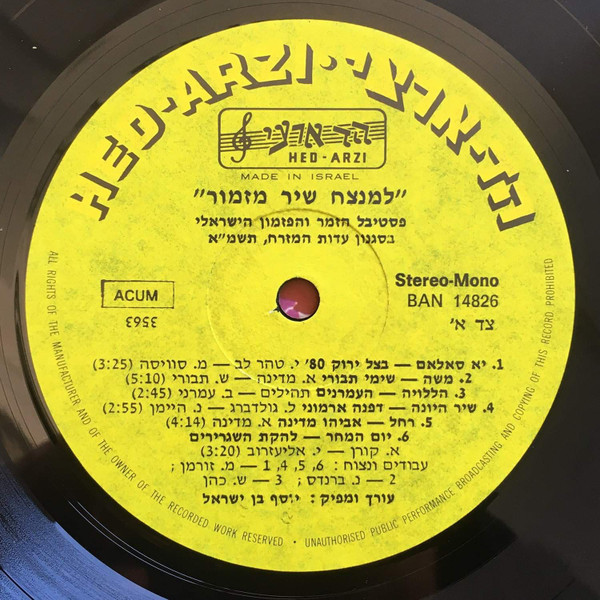 HED-ARZI הד-ארצי
הד ארצי
HED-ARZI
MADE IN ISRAEL
"למנצח שיר מזמור"
פסטיבל הזמר והפזמון הישראלי
בסגנון עדות המזרח, תשמ"א
ACUM
3563
Stereo-Mono
BAN 14826
צד א'
1. יא סאלאם — בצל ירוק 80' י. טהר לב — מ. סוויסה (3:25)
2. משה — שימי תבורי א. מדינה — ש. תבורי (5:10)
3. הללויה — העמרנים תהילים — ב. עמרני (2:45)
4. שיר היונה — דפנה ארמוני ל. גולדברג — נ. היימן (2:55)
5. רחל — אביהו מדינה א. מדינה (4:14)
6. יום המחר — להקת השגרירים
א. קורן — י. אליעזרוב (3:20)
עבודים ונצוח: 6, 5, 4, 1 — מ. זורמן;
2 — נ. ברנדס; 3 — ש. כהן
עורך ומפיק: יוסף בן ישראל
ALL RIGHTS OF THE MANUFACTURER AND OF THE OWNER OF THE RECORDED WORK RESERVED • UNAUTHORISED PUBLIC PERFORMANCE BROADCASTING AND COPYING OF THIS RECORD PROHIBITED